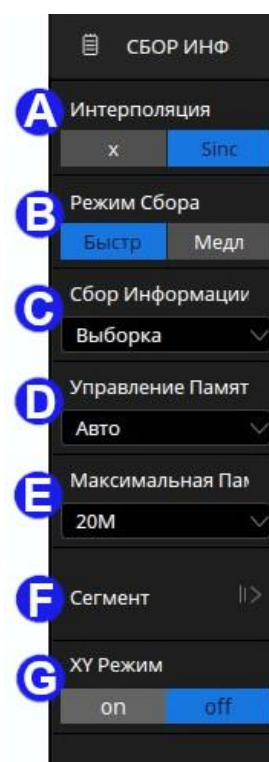 СБОР ИНФ
A
Интерполяция
x Sinc
B
Режим Сбора
Быстр Медл
C
Сбор Информации
Выборка
D
Управление Памят
Авто
E
Максимальная Пам
20M
F
Сегмент
G
XY Режим
on off